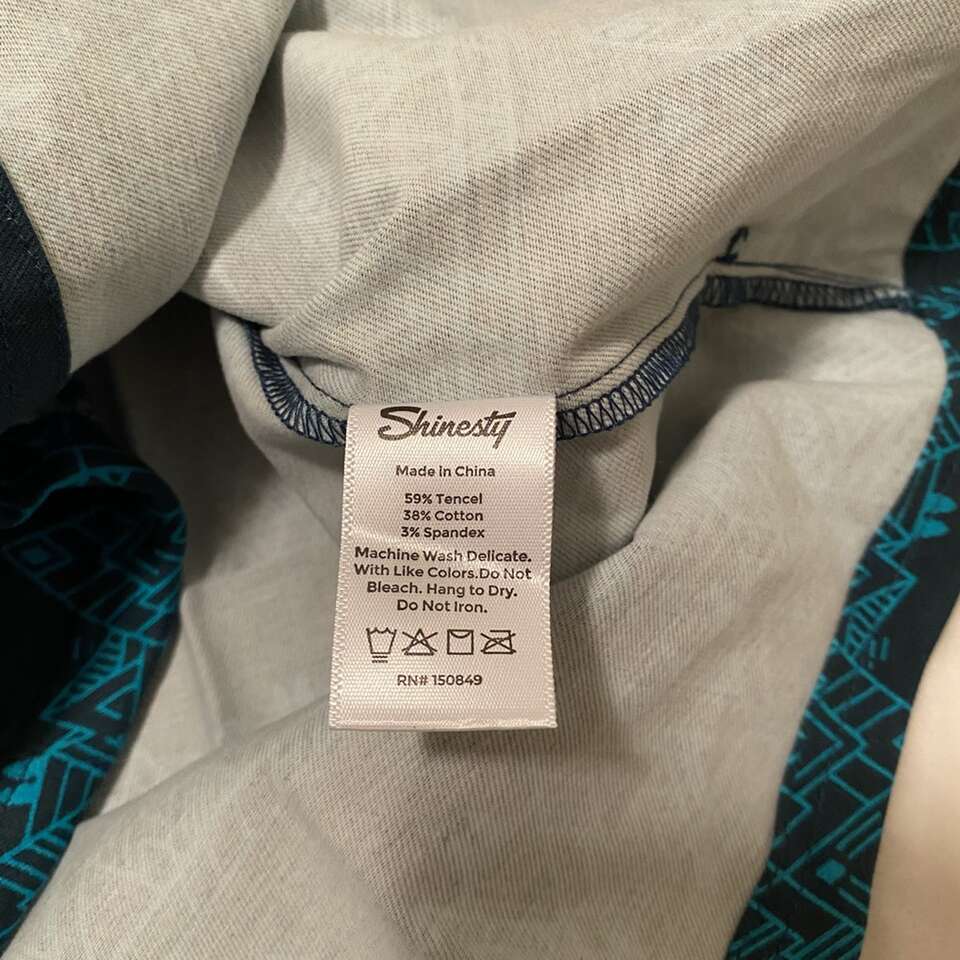 Shinesty
Made in China
59% Tencel
38% Cotton
3% Spandex
Machine Wash Delicate.
With Like Colors.Do Not
Bleach. Hang to Dry.
Do Not Iron.
RN# 150849